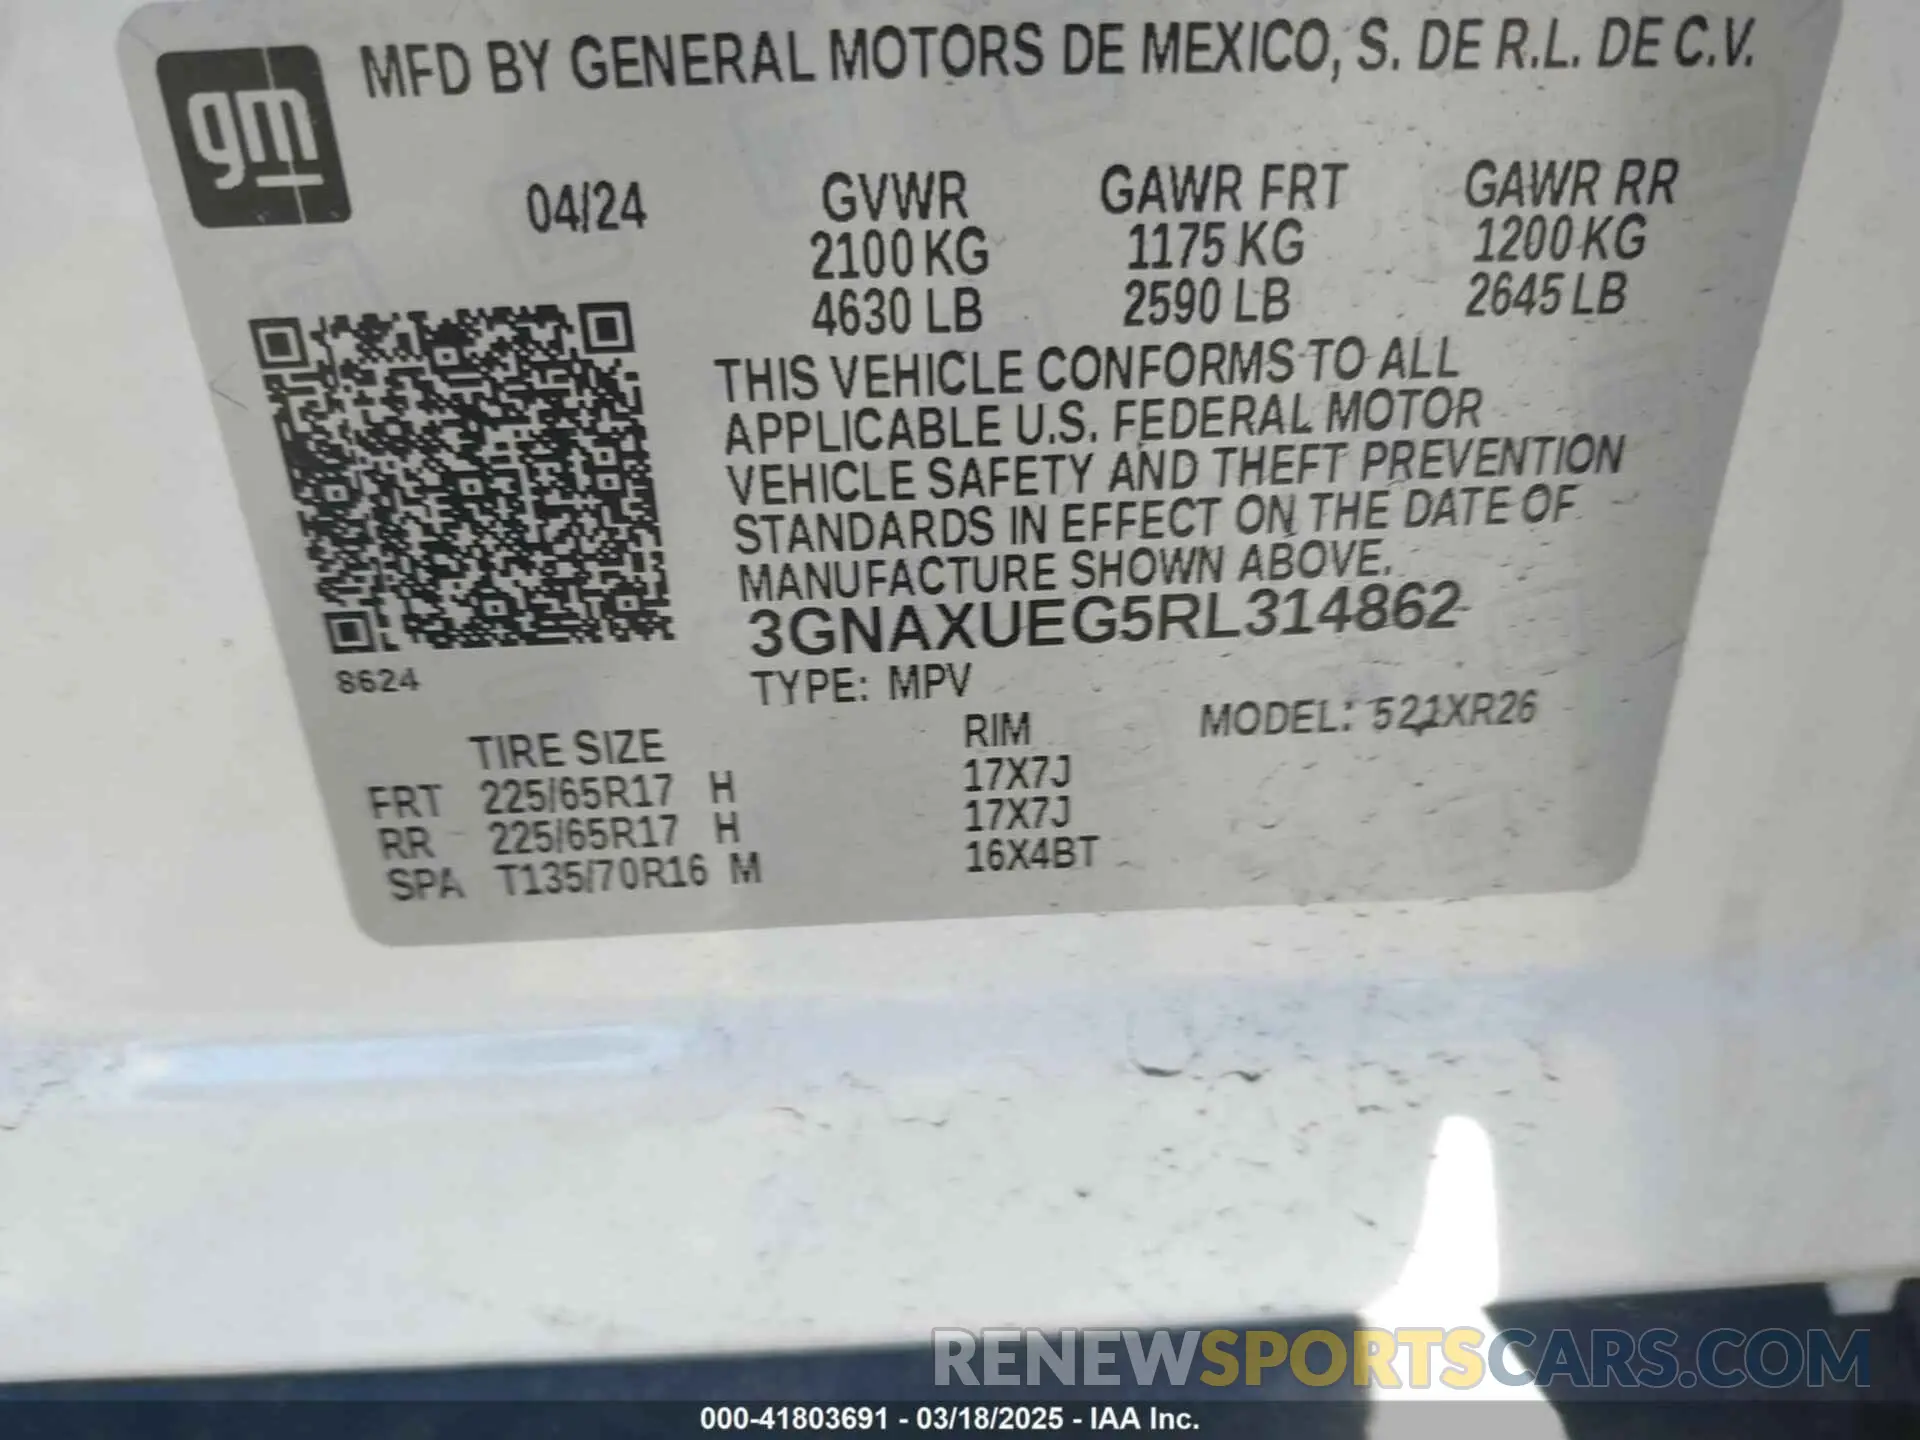 gm
MFD BY GENERAL MOTORS DE MEXICO, S. DE R.L. DE C.V.
04/24
GVWR GAWR FRT GAWR RR
2100 KG 1175 KG 1200 KG
4630 LB 2590 LB 2645 LB
THIS VEHICLE CONFORMS TO ALL
APPLICABLE U.S. FEDERAL MOTOR
VEHICLE SAFETY AND THEFT PREVENTION
STANDARDS IN EFFECT ON THE DATE OF
MANUFACTURE SHOWN ABOVE.
3GNAXUEG5RL314862
8624
TYPE: MPV
MODEL: 521XR26
TIRE SIZE RIM
FRT 225/65R17 H 17X7J
RR 225/65R17 H 17X7J
SPA T135/70R16 M 16X4BT
RENEWSPORTSCARS.COM
000-41803691 - 03/18/2025 - IAA Inc.